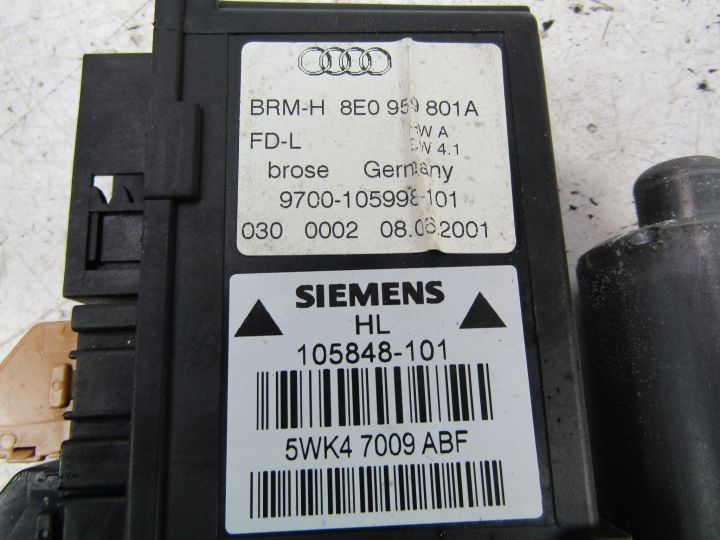 BRM-H 8E0 959 801A
FD-L HW A
SW 4.1
brose Germany
9700-105998-101
030 0002 08.08.2001
SIEMENS
HL
105848-101
5WK4 7009 ABF